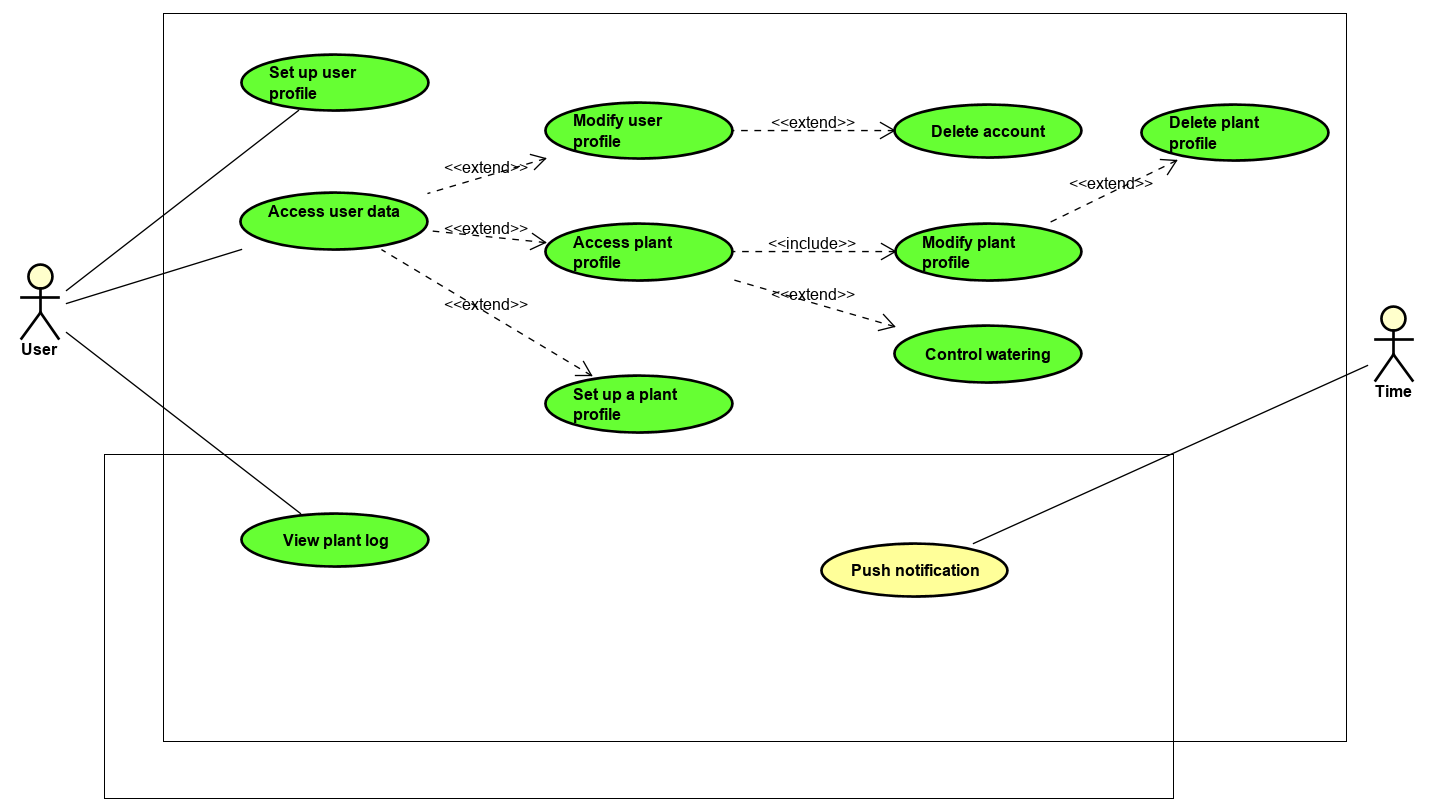 Set up user
profile
Modify user
profile
<<extend>>
Delete account
Delete plant
profile
<<extend>>
<<extend>>
Access user data
<<extend>>
Access plant
profile
<<include>>
Modify plant
profile
<<extend>>
<<extend>>
Control watering
User
Set up a plant
profile
Time
View plant log
Push notification